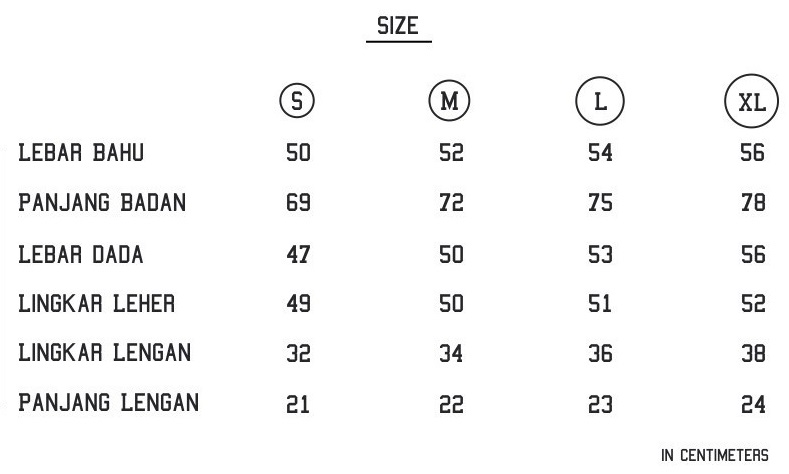 SIZE
S M L XL
LEBAR BAHU 50 52 54 56
PANJANG BADAN 69 72 75 78
LEBAR DADA 47 50 53 56
LINGKAR LEHER 49 50 51 52
LINGKAR LENGAN 32 34 36 38
PANJANG LENGAN 21 22 23 24
IN CENTIMETERS